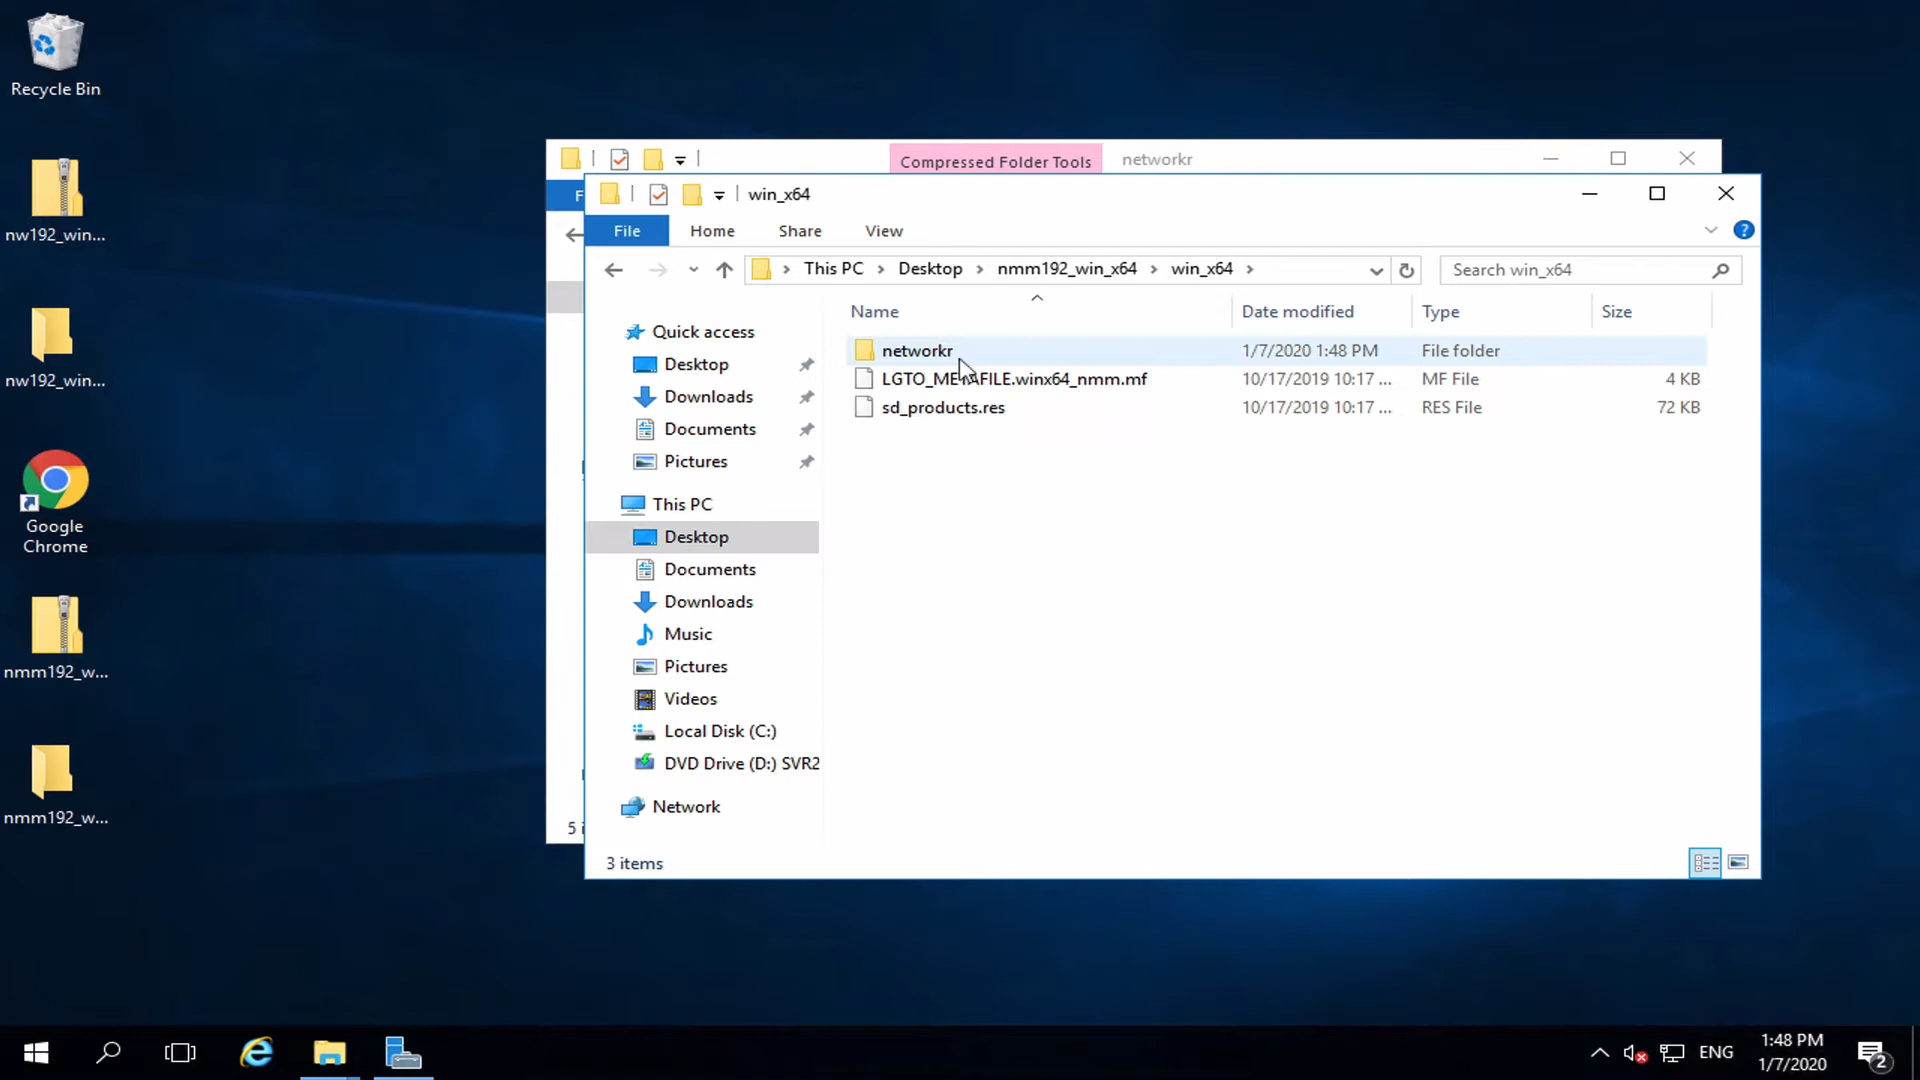 Recycle Bin
nw192_win...
nw192_win...
Google
Chrome
nmm192_w...
nmm192_w...
Compressed Folder Tools
networkr
F
win_x64
File
Home
Share
View
?
This PC > Desktop > nmm192_win_x64 > win_x64 >
Search win_x64
Name
Date modified
Type
Size
networkr
1/7/2020 1:48 PM
File folder
LGTO_METAFILE.winx64_nmm.mf
10/17/2019 10:17 ...
MF File
4 KB
sd_products.res
10/17/2019 10:17 ...
RES File
72 KB
Quick access
Desktop
Downloads
Documents
Pictures
This PC
Desktop
Documents
Downloads
Music
Pictures
Videos
Local Disk (C:)
DVD Drive (D:) SVR2
Network
5 i
3 items
ENG
1:48 PM
1/7/2020
2